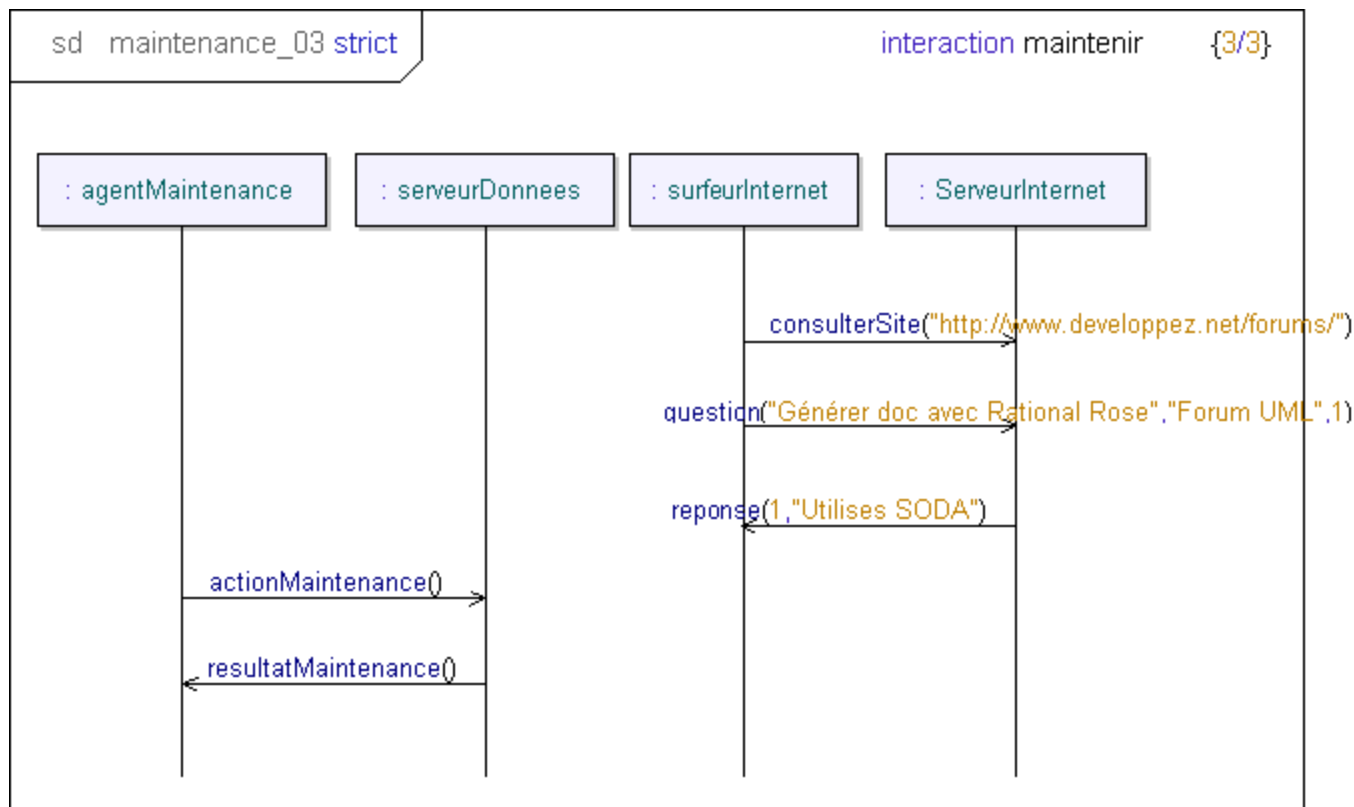 sd maintenance_03 strict
interaction maintenir {3/3}
: agentMaintenance
: serveurDonnees
: surfeurInternet
: ServeurInternet
consulterSite("http://www.developpez.net/forums/")
question("Générer doc avec Rational Rose","Forum UML",1)
reponse(1,"Utilises SODA")
actionMaintenance()
resultatMaintenance()